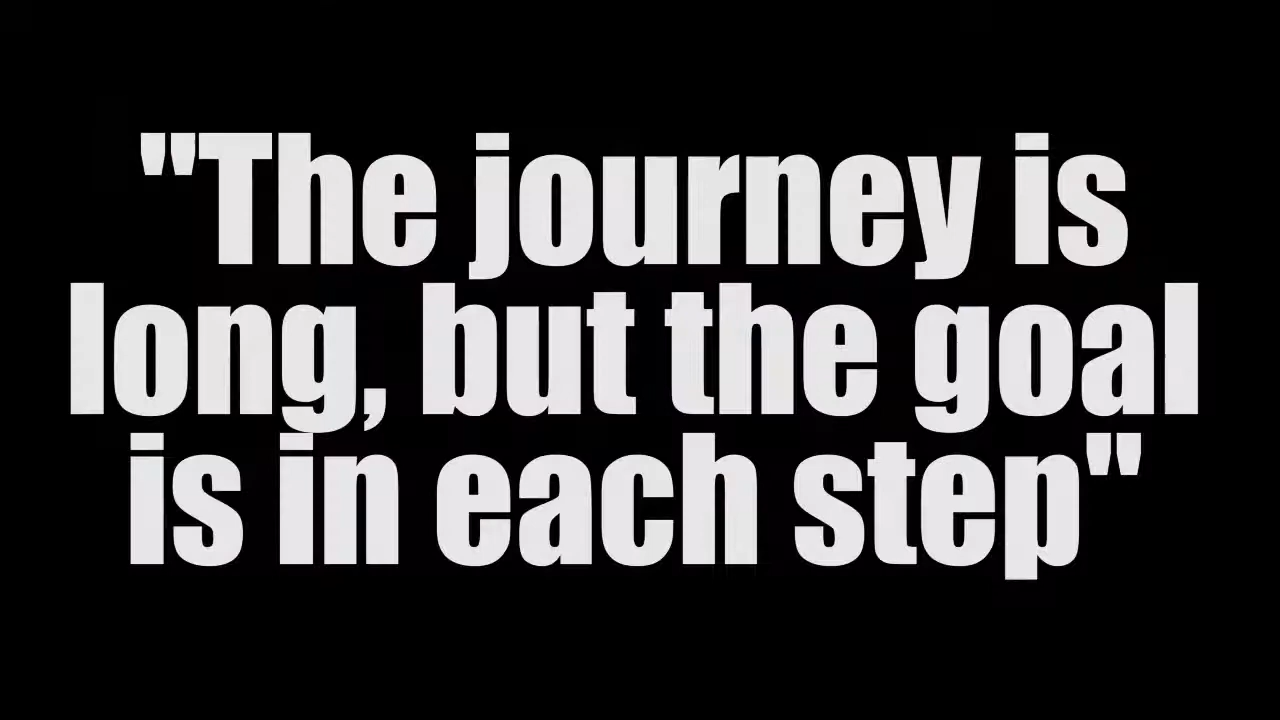 "The journey is
long, but the goal
is in each step"